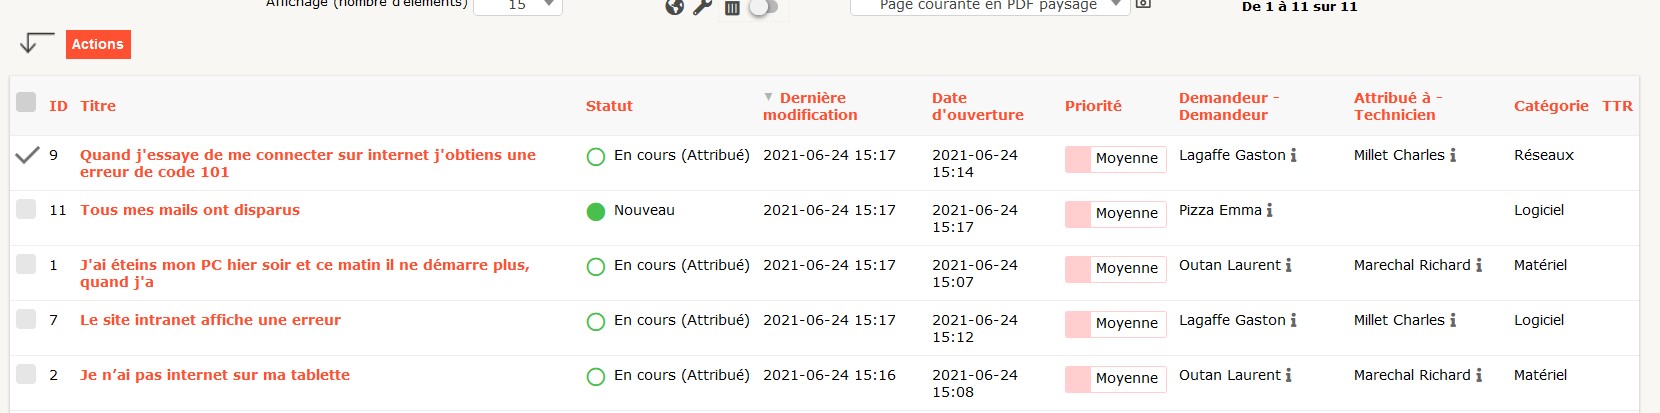 Affichage (nombre d'éléments) 15 Page courante en PDF paysage De 1 à 11 sur 11
Actions
ID Titre Statut Dernière modification Date d'ouverture Priorité Demandeur - Demandeur Attribué à - Technicien Catégorie TTR
9 Quand j'essaye de me connecter sur internet j'obtiens une En cours (Attribué) 2021-06-24 15:17 2021-06-24 Moyenne Lagaffe Gaston Millet Charles Réseaux
erreur de code 101 15:14
11 Tous mes mails ont disparus Nouveau 2021-06-24 15:17 2021-06-24 Moyenne Pizza Emma Logiciel
15:17
1 J'ai éteins mon PC hier soir et ce matin il ne démarre plus, En cours (Attribué) 2021-06-24 15:17 2021-06-24 Moyenne Outan Laurent Marechal Richard Matériel
quand j'a 15:07
7 Le site intranet affiche une erreur En cours (Attribué) 2021-06-24 15:17 2021-06-24 Moyenne Lagaffe Gaston Millet Charles Logiciel
15:12
2 Je n’ai pas internet sur ma tablette En cours (Attribué) 2021-06-24 15:16 2021-06-24 Moyenne Outan Laurent Marechal Richard Matériel
15:08